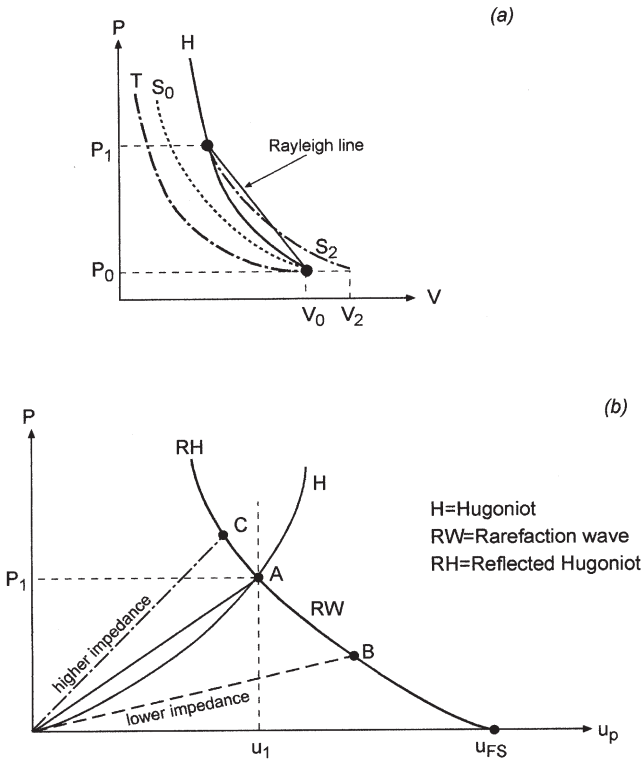 (a)
P
H
T
S0
P1
Rayleigh line
S2
P0
V0
V2
V
(b)
P
RH
H
C
P1
A
RW
B
higher impedance
lower impedance
u1
uFS
up
H=Hugoniot
RW=Rarefaction wave
RH=Reflected Hugoniot